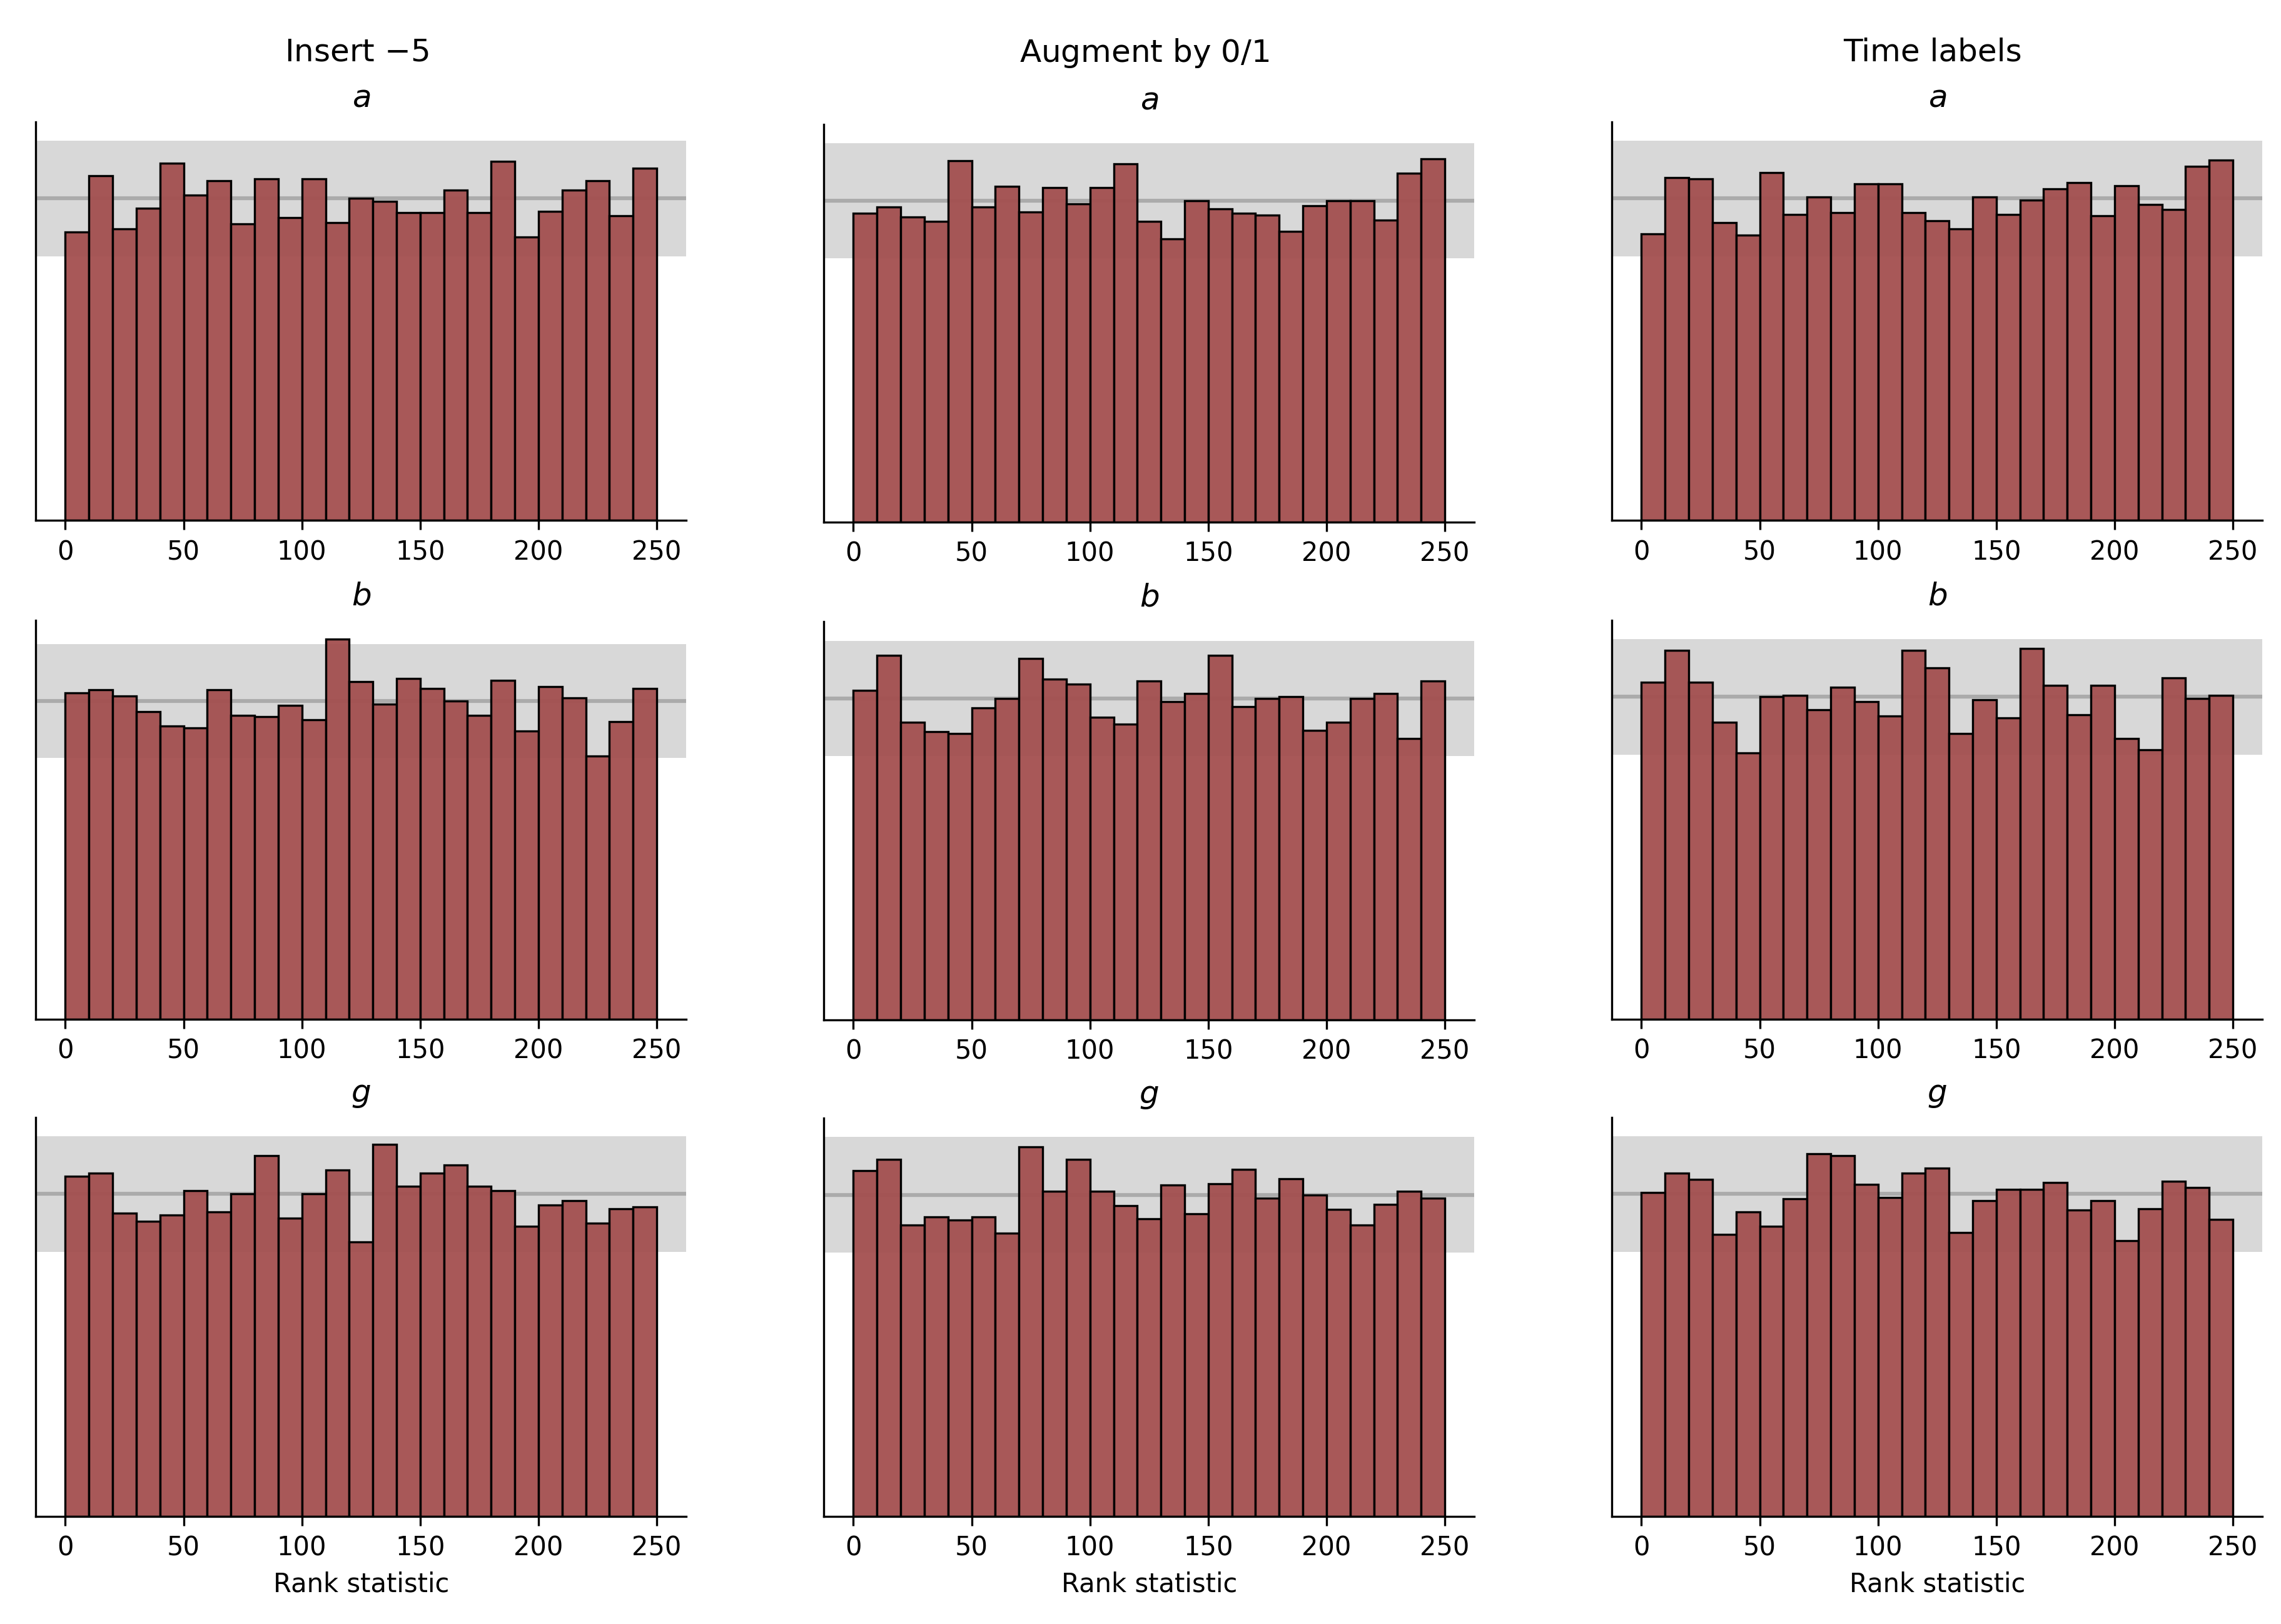 Insert −5 Augment by 0/1 Time labels
a a a
0 50 100 150 200 250 0 50 100 150 200 250 0 50 100 150 200 250
b b b
0 50 100 150 200 250 0 50 100 150 200 250 0 50 100 150 200 250
g g g
0 50 100 150 200 250 0 50 100 150 200 250 0 50 100 150 200 250
Rank statistic Rank statistic Rank statistic